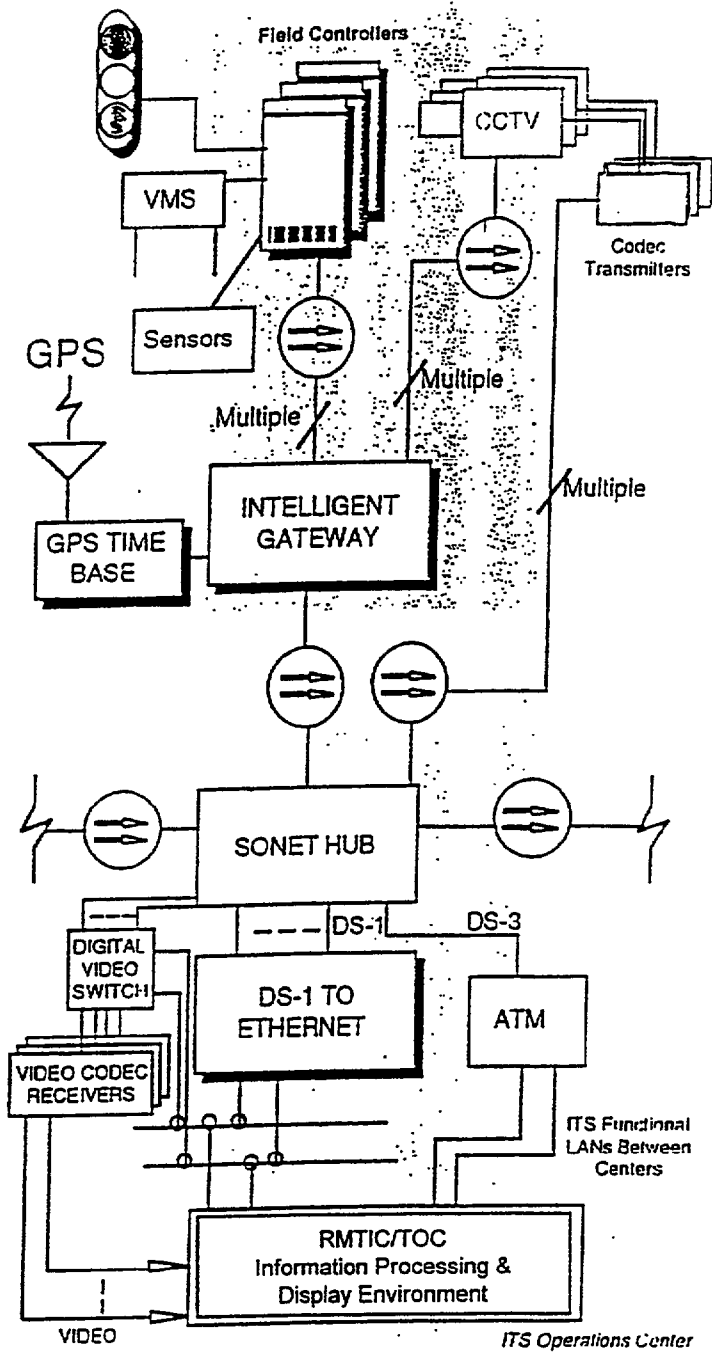 Field Controllers
CCTV
VMS
Codec
Transmitters
Sensors
GPS
Multiple
Multiple
Multiple
INTELLIGENT
GATEWAY
GPS TIME
BASE
SONET HUB
DS-1
DS-3
DIGITAL
VIDEO
SWITCH
DS-1 TO
ETHERNET
ATM
VIDEO CODEC
RECEIVERS
ITS Functional
LANs Between
Centers
RMTIC/TOC
Information Processing &
Display Environment
VIDEO
ITS Operations Center